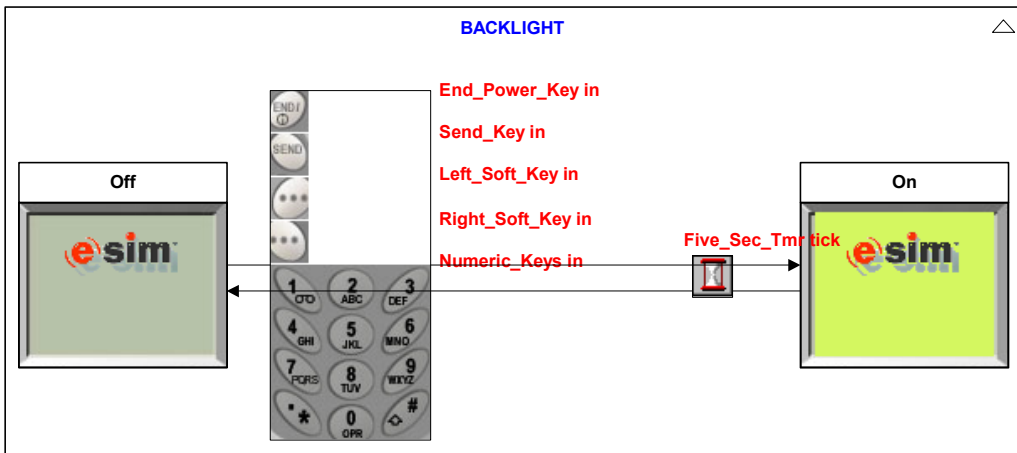 BACKLIGHT
End_Power_Key in
Send_Key in
Left_Soft_Key in
Right_Soft_Key in
Numeric_Keys in
Five_Sec_Tmr tick
Off
esim
On
esim
END/
SEND
1
2 ABC
3 DEF
4 GHI
5 JKL
6 MNO
7 PQRS
8 TUV
9 WXYZ
*
0 OPR
#